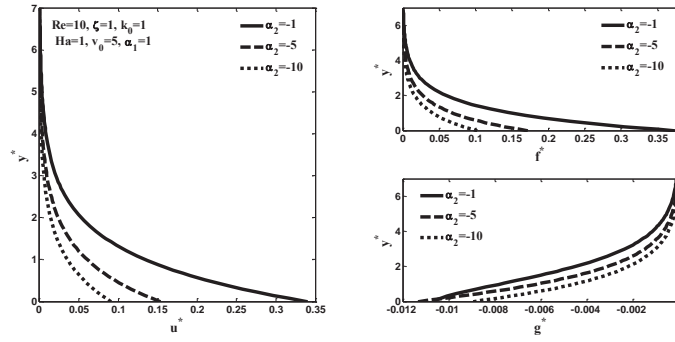 7
6
5
4
3
2
1
0
y*
Re=10, ζ=1, k₀=1
Ha=1, v₀=5, α₁=1
α₂=-1
α₂=-5
α₂=-10
0 0.05 0.1 0.15 0.2 0.25 0.3 0.35
u*
6
4
2
0
y*
α₂=-1
α₂=-5
α₂=-10
0 0.05 0.1 0.15 0.2 0.25 0.3 0.35
f*
6
4
2
0
y*
α₂=-1
α₂=-5
α₂=-10
-0.012 -0.01 -0.008 -0.006 -0.004 -0.002
g*